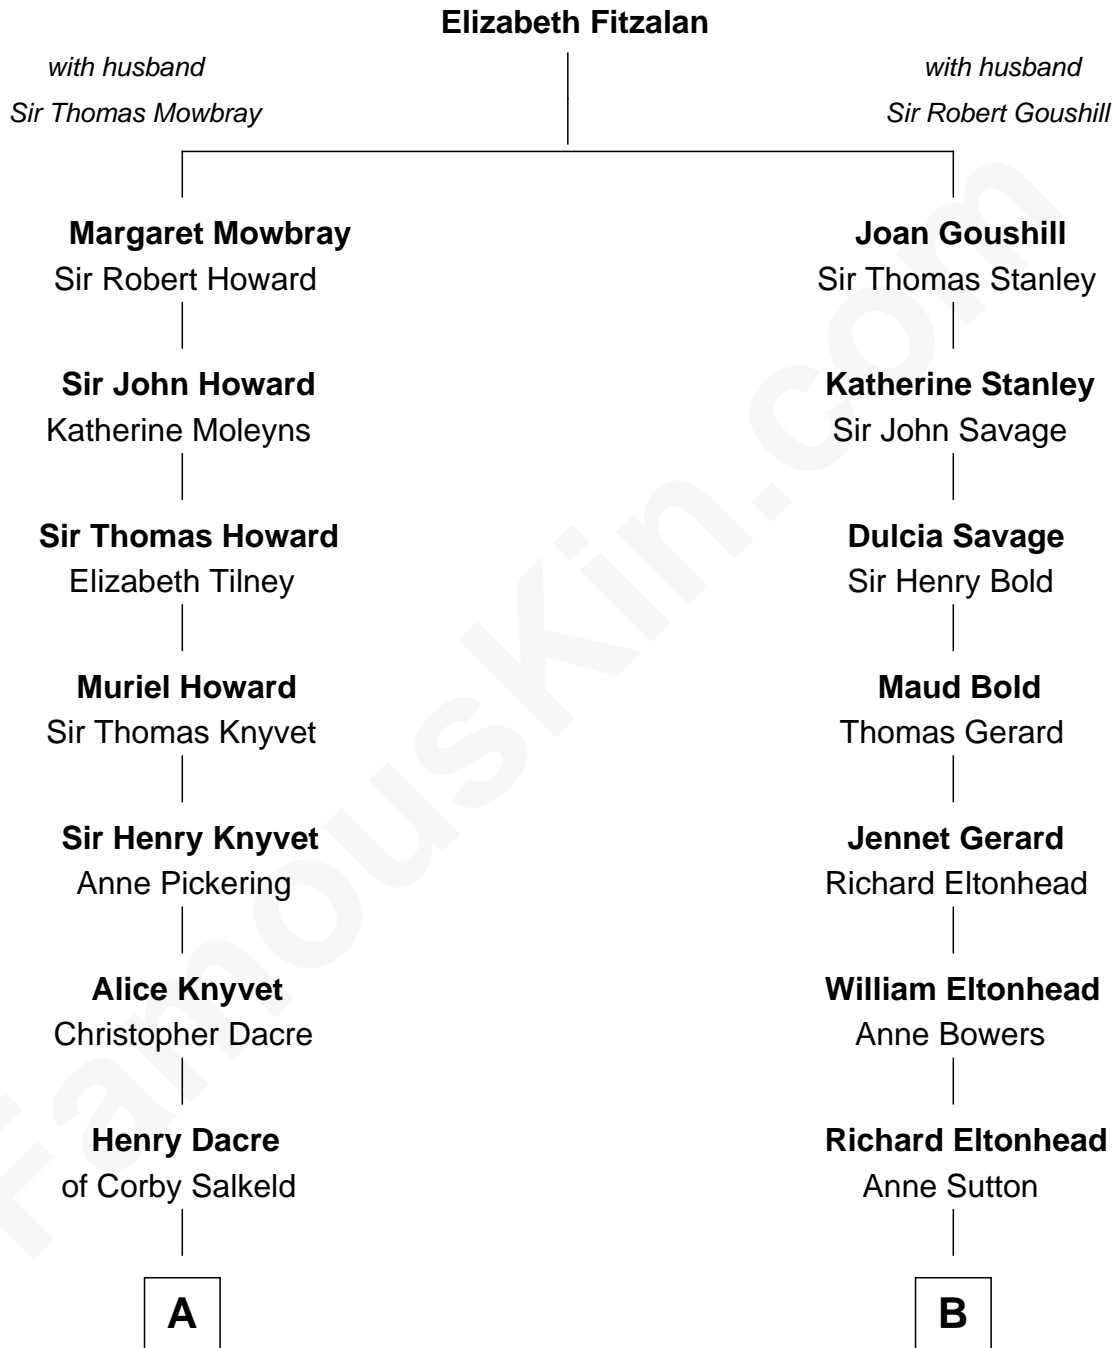 Elizabeth Fitzalan
with husband
Sir Thomas Mowbray
with husband
Sir Robert Goushill
Margaret Mowbray
Sir Robert Howard
Joan Goushill
Sir Thomas Stanley
Sir John Howard
Katherine Moleyns
Katherine Stanley
Sir John Savage
Sir Thomas Howard
Elizabeth Tilney
Dulcia Savage
Sir Henry Bold
Muriel Howard
Sir Thomas Knyvet
Maud Bold
Thomas Gerard
Sir Henry Knyvet
Anne Pickering
Jennet Gerard
Richard Eltonhead
Alice Knyvet
Christopher Dacre
William Eltonhead
Anne Bowers
Henry Dacre
of Corby Salkeld
Richard Eltonhead
Anne Sutton
A
B
FamousKin.com